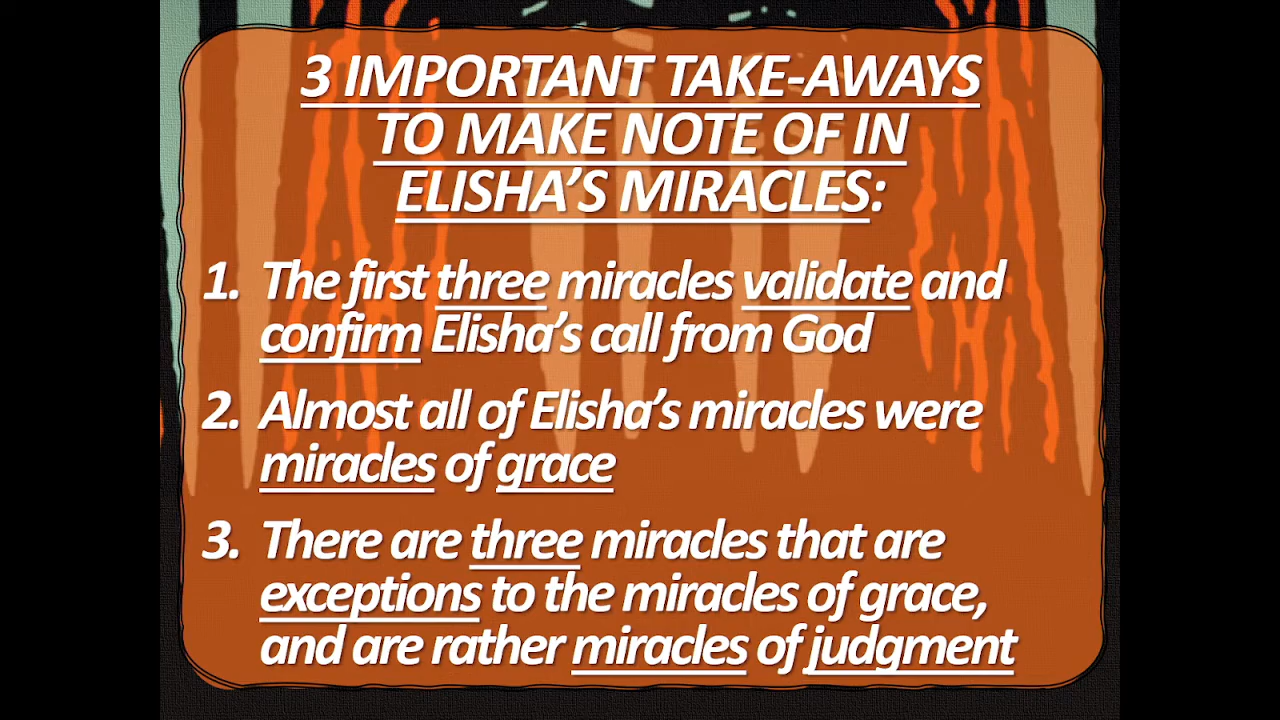 3 IMPORTANT TAKE-AWAYS
TO MAKE NOTE OF IN
ELISHA’S MIRACLES:
1. The first three miracles validate and
confirm Elisha’s call from God
2. Almost all of Elisha’s miracles were
miracles of grace
3. There are three miracles that are
exceptions to the miracles of grace,
and are rather miracles of judgment